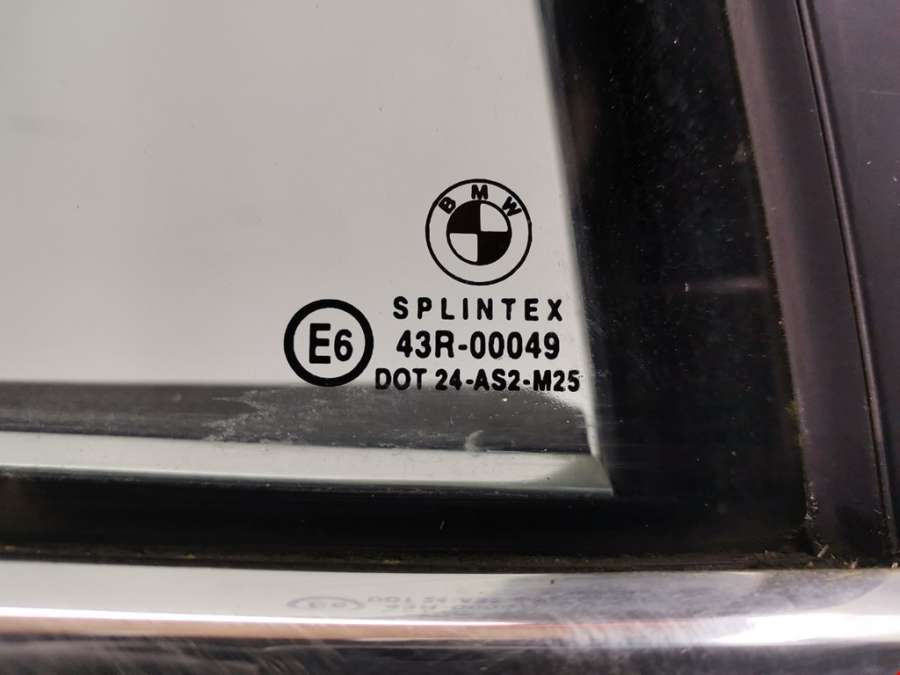 BMW
SPLINTEX
E6 43R-00049
DOT 24-AS2-M25